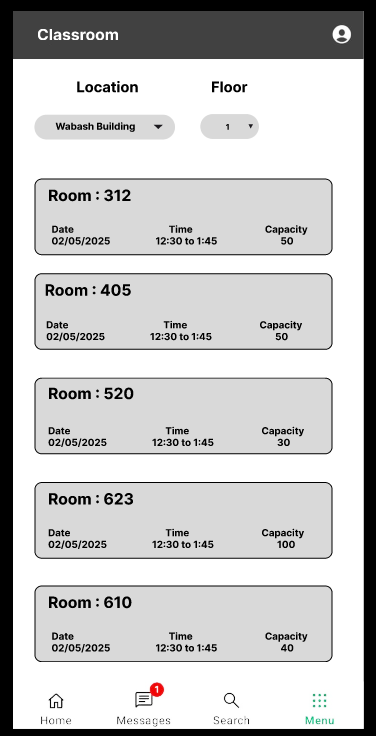 Classroom
Location Floor
Wabash Building 1
Room : 312
Date Time Capacity
02/05/2025 12:30 to 1:45 50
Room : 405
Date Time Capacity
02/05/2025 12:30 to 1:45 50
Room : 520
Date Time Capacity
02/05/2025 12:30 to 1:45 30
Room : 623
Date Time Capacity
02/05/2025 12:30 to 1:45 100
Room : 610
Date Time Capacity
02/05/2025 12:30 to 1:45 40
1
Home Messages Search Menu